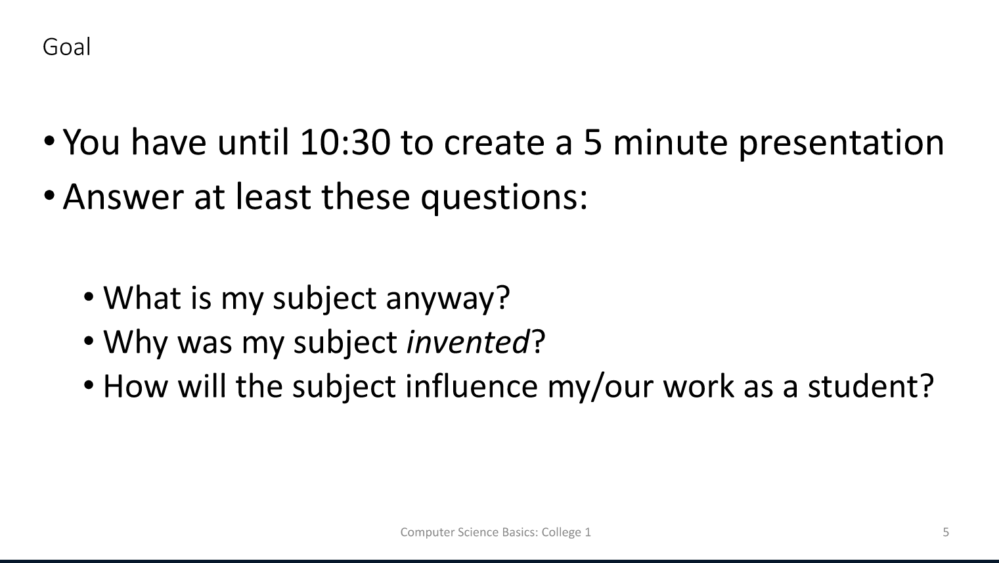 Goal
• You have until 10:30 to create a 5 minute presentation
• Answer at least these questions:
• What is my subject anyway?
• Why was my subject invented?
• How will the subject influence my/our work as a student?
Computer Science Basics: College 1
5